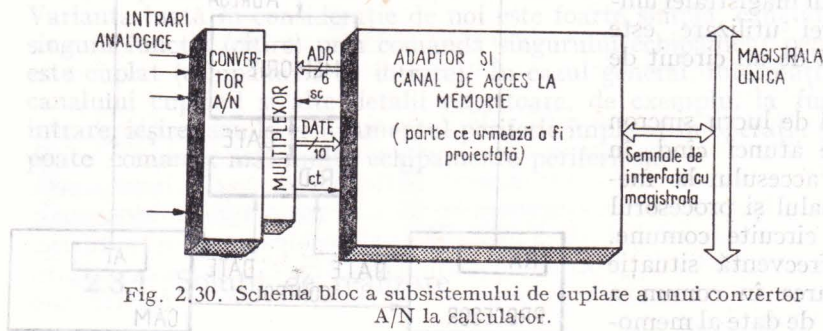 INTRARI
ANALOGICE
CONVER-
TOR
A/N
MULTIPLEXOR
ADR
6
sc
DATE
10
ct
ADAPTOR ȘI
CANAL DE ACCES LA
MEMORIE
(parte ce urmează a fi
proiectată)
Semnale de
interfață cu
magistrala
MAGISTRALA
UNICA
Fig. 2.30. Schema bloc a subsistemului de cuplare a unui convertor
A/N la calculator.